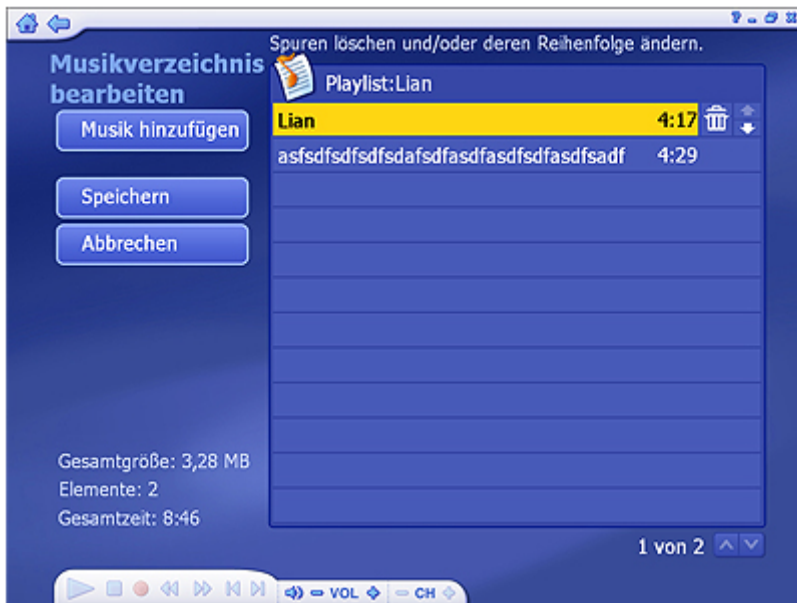 Spuren löschen und/oder deren Reihenfolge ändern.
Musikverzeichnis
bearbeiten
Musik hinzufügen
Speichern
Abbrechen
Playlist:Lian
Lian 4:17
asfsdfsdfsdfsdafsdfasdfasdfsdfasdfsadf 4:29
Gesamtgröße: 3,28 MB
Elemente: 2
Gesamtzeit: 8:46
1 von 2
VOL CH